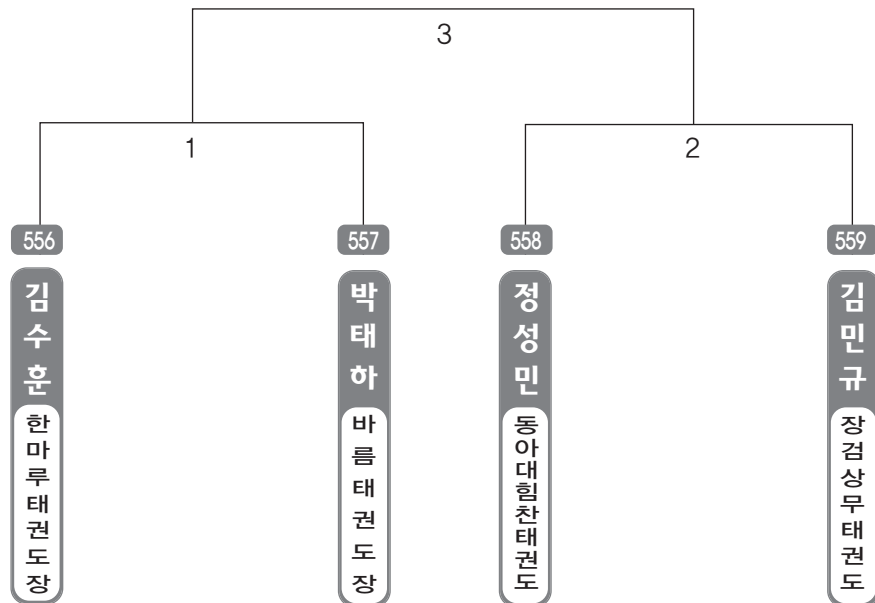 3
1
2
556
557
558
559
김수훈
박태하
정성민
김민규
한마루태권도장
바름태권도장
동아대힘찬태권도
장검상무태권도